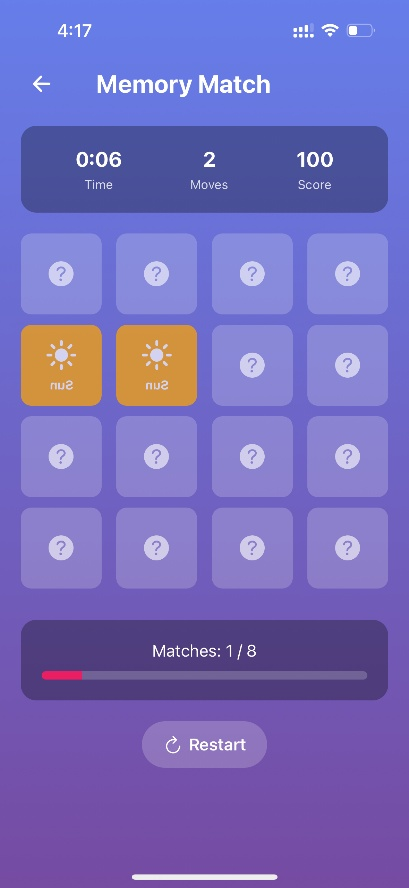 4:17
Memory Match
0:06 2 100
Time Moves Score
? ? ? ?
Sun Sun ? ?
? ? ? ?
? ? ? ?
Matches: 1 / 8
Restart